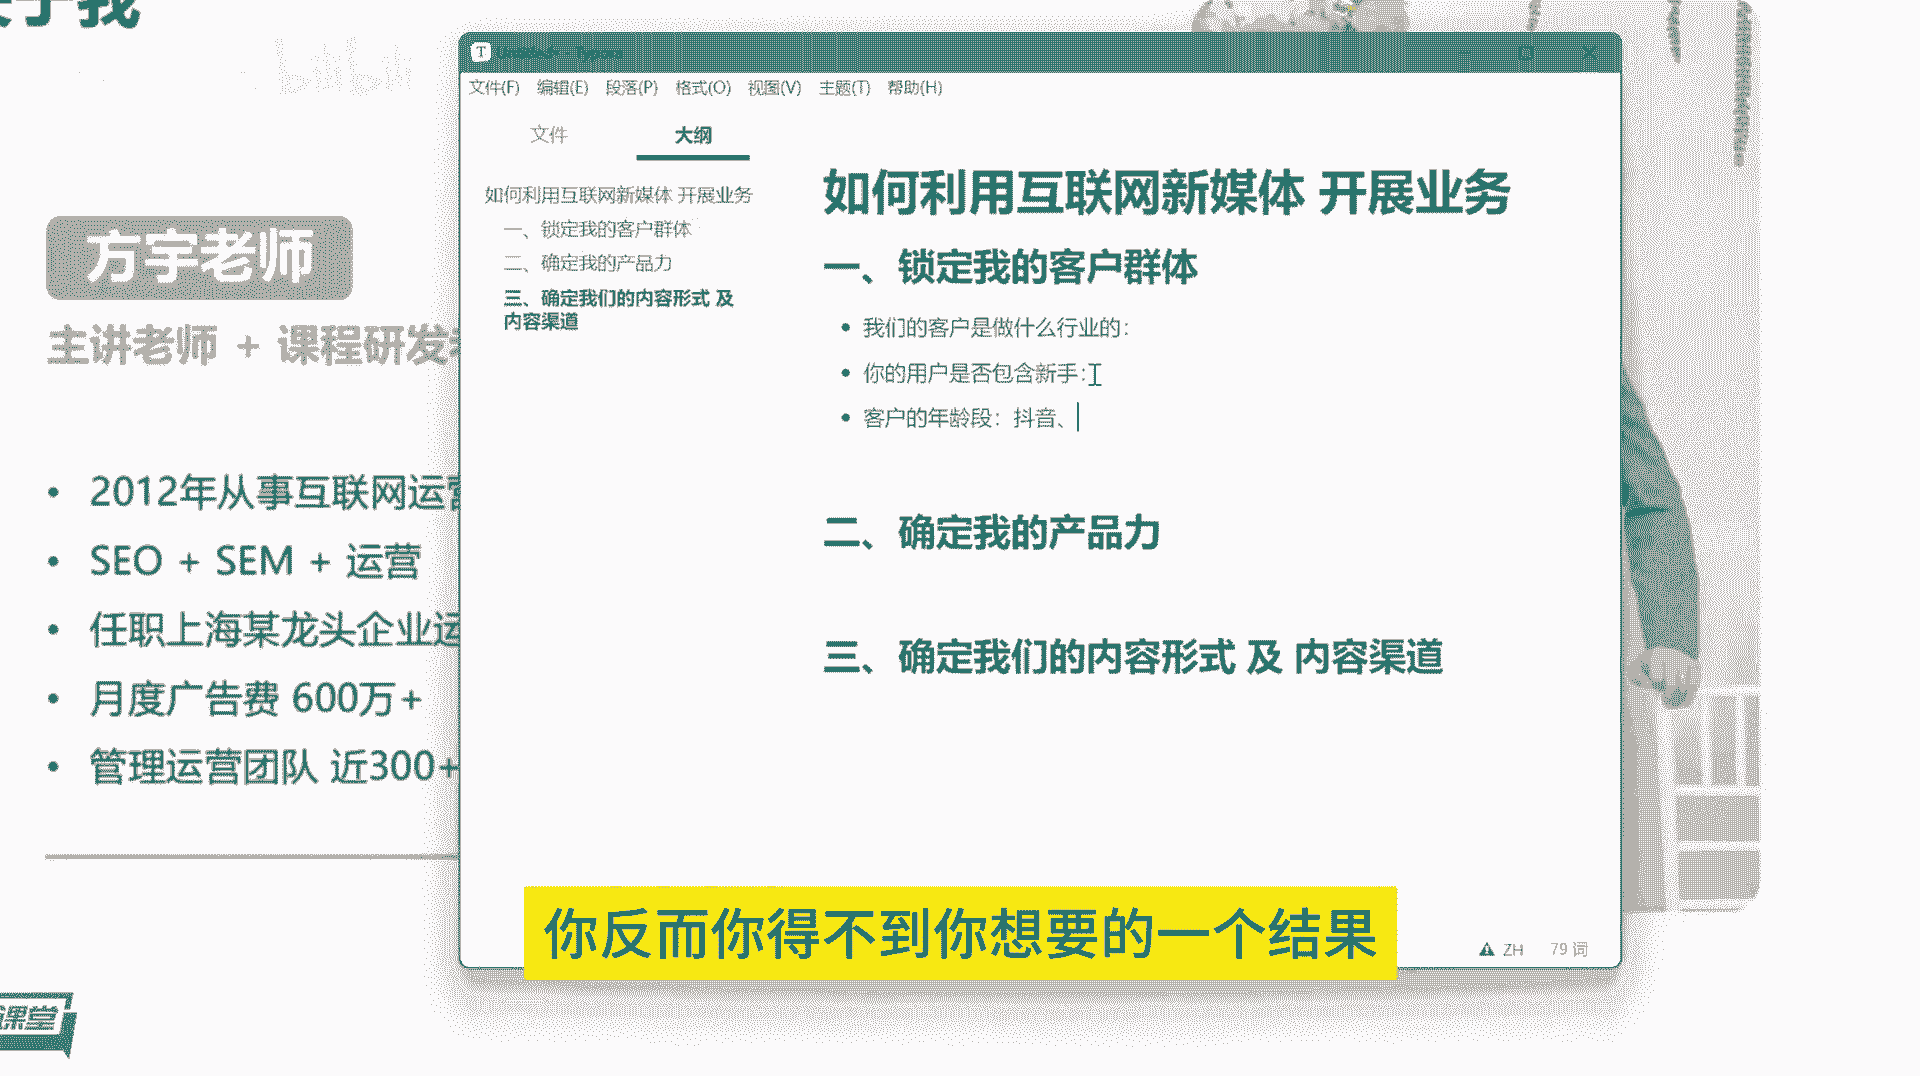 bilibili
方宇老师
主讲老师 + 课程研发
2012年从事互联网运营
SEO + SEM + 运营
任职上海某龙头企业运
月度广告费 600万+
管理运营团队 近300+
课堂
T
文件(F) 编辑(E) 段落(P) 格式(O) 视图(V) 主题(T) 帮助(H)
文件 大纲
如何利用互联网新媒体 开展业务
一、锁定我的客户群体
二、确定我的产品力
三、确定我们的内容形式 及
内容渠道
如何利用互联网新媒体 开展业务
一、锁定我的客户群体
我们的客户是做什么行业的：
你的用户是否包含新手：
客户的年龄段：抖音、
二、确定我的产品力
三、确定我们的内容形式 及 内容渠道
ZH 79 词
你反而你得不到你想要的一个结果